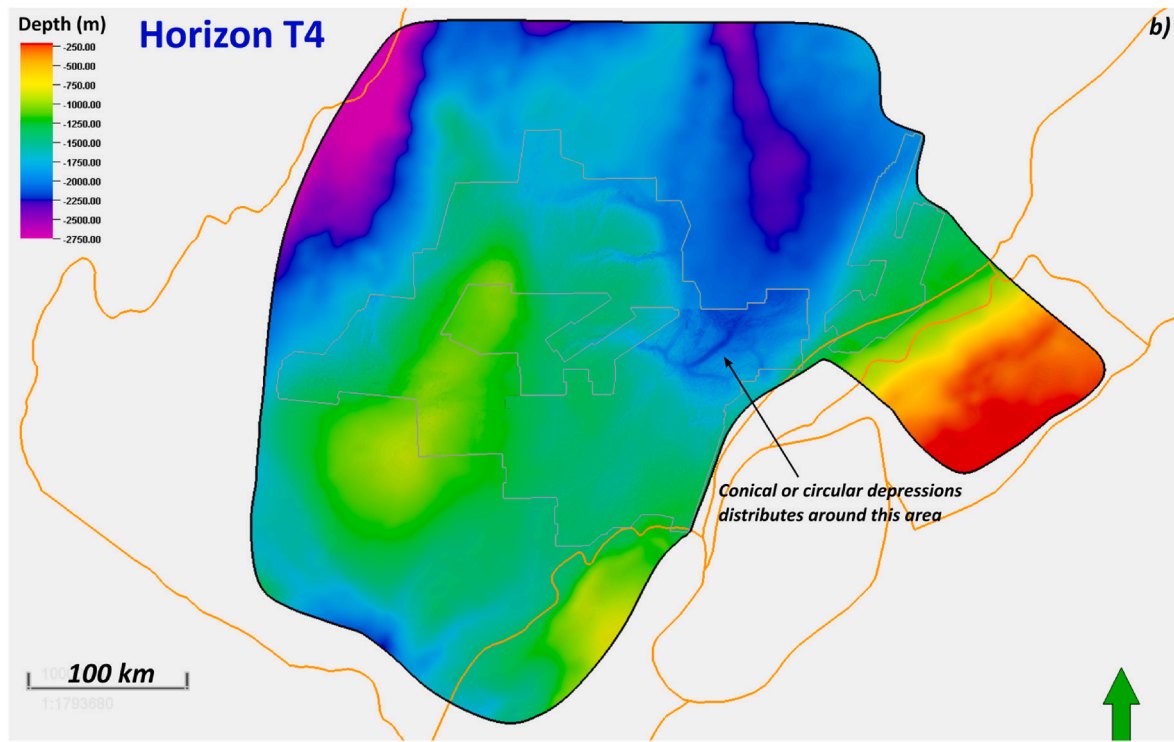 Depth (m)
Horizon T4
b)
-250.00
-500.00
-750.00
-1000.00
-1250.00
-1500.00
-1750.00
-2000.00
-2250.00
-2500.00
-2750.00
Conical or circular depressions
distributes around this area
100 km
1:1793680